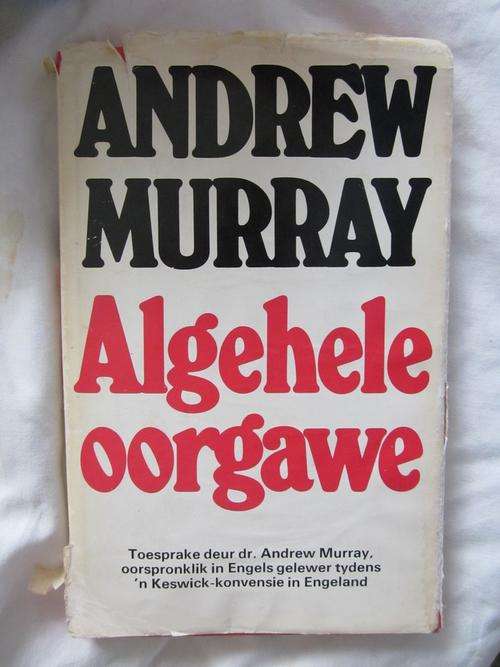 ANDREW
MURRAY
Algehele
oorgawe
Toesprake deur dr. Andrew Murray,
oorspronklik in Engels gelewer tydens
'n Keswick-konvensie in Engeland